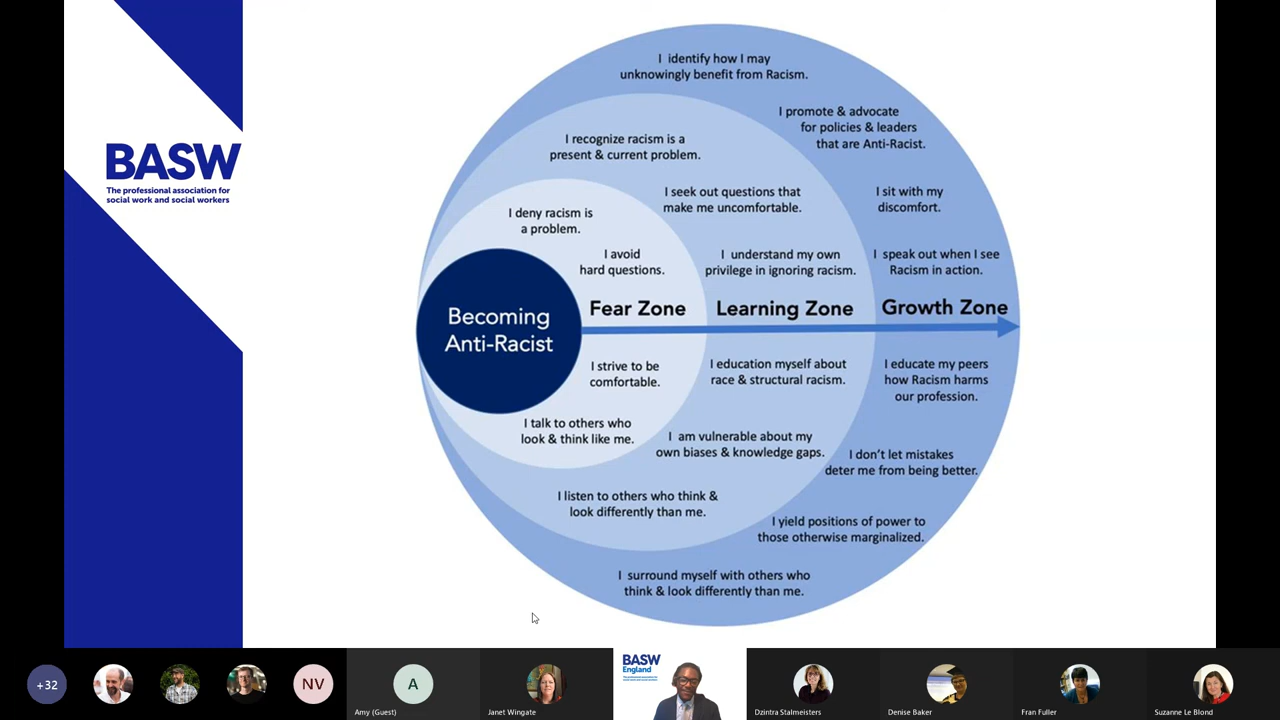 BASW
The professional association for
social work and social workers
I identify how I may
unknowingly benefit from Racism.
I promote & advocate
for policies & leaders
that are Anti-Racist.
I recognize racism is a
present & current problem.
I seek out questions that
make me uncomfortable.
I sit with my
discomfort.
I deny racism is
a problem.
I avoid
hard questions.
I understand my own
privilege in ignoring racism.
I speak out when I see
Racism in action.
Becoming
Anti-Racist
Fear Zone
Learning Zone
Growth Zone
I strive to be
comfortable.
I education myself about
race & structural racism.
I educate my peers
how Racism harms
our profession.
I talk to others who
look & think like me.
I am vulnerable about my
own biases & knowledge gaps.
I don't let mistakes
deter me from being better.
I listen to others who think &
look differently than me.
I yield positions of power to
those otherwise marginalized.
I surround myself with others who
think & look differently than me.
+32
NV
A
Amy (Guest)
Janet Wingate
BASW
England
Dzintra Stalmeisters
Denise Baker
Fran Fuller
Suzanne Le Blond